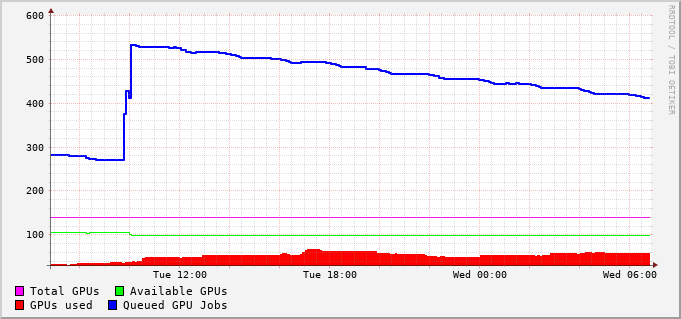 600
500
400
300
200
100
Tue 12:00 Tue 18:00 Wed 00:00 Wed 06:00
Total GPUs Available GPUs
GPUs used Queued GPU Jobs
RRDTOOL / TOBI OETIKER